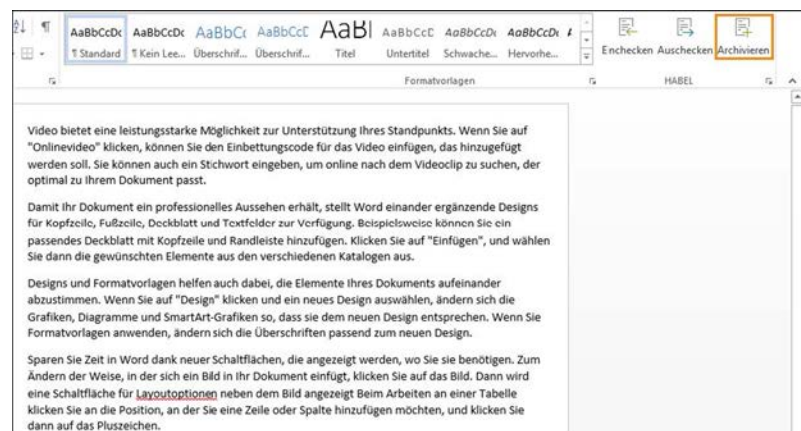 AaBbCcDc AaBbCcDc AaBbCc AaBbCcC AaBl AaBbCcC AaBbCcDc AaBbCcDc
¶ Standard ¶ Kein Lee... Überschrif... Überschrif... Titel Untertitel Schwache... Hervorhe...
Formatvorlagen
Einchecken Auschecken Archivieren
HABEL
Video bietet eine leistungsstarke Möglichkeit zur Unterstützung Ihres Standpunkts. Wenn Sie auf
"Onlinevideo" klicken, können Sie den Einbettungscode für das Video einfügen, das hinzugefügt
werden soll. Sie können auch ein Stichwort eingeben, um online nach dem Videoclip zu suchen, der
optimal zu Ihrem Dokument passt.
Damit Ihr Dokument ein professionelles Aussehen erhält, stellt Word einander ergänzende Designs
für Kopfzeile, Fußzeile, Deckblatt und Textfelder zur Verfügung. Beispielsweise können Sie ein
passendes Deckblatt mit Kopfzeile und Randleiste hinzufügen. Klicken Sie auf "Einfügen", und wählen
Sie dann die gewünschten Elemente aus den verschiedenen Katalogen aus.
Designs und Formatvorlagen helfen auch dabei, die Elemente Ihres Dokuments aufeinander
abzustimmen. Wenn Sie auf "Design" klicken und ein neues Design auswählen, ändern sich die
Grafiken, Diagramme und SmartArt-Grafiken so, dass sie dem neuen Design entsprechen. Wenn Sie
Formatvorlagen anwenden, ändern sich die Überschriften passend zum neuen Design.
Sparen Sie Zeit in Word dank neuer Schaltflächen, die angezeigt werden, wo Sie sie benötigen. Zum
Ändern der Weise, in der sich ein Bild in Ihr Dokument einfügt, klicken Sie auf das Bild. Dann wird
eine Schaltfläche für Layoutoptionen neben dem Bild angezeigt Beim Arbeiten an einer Tabelle
klicken Sie an die Position, an der Sie eine Zeile oder Spalte hinzufügen möchten, und klicken Sie
dann auf das Pluszeichen.